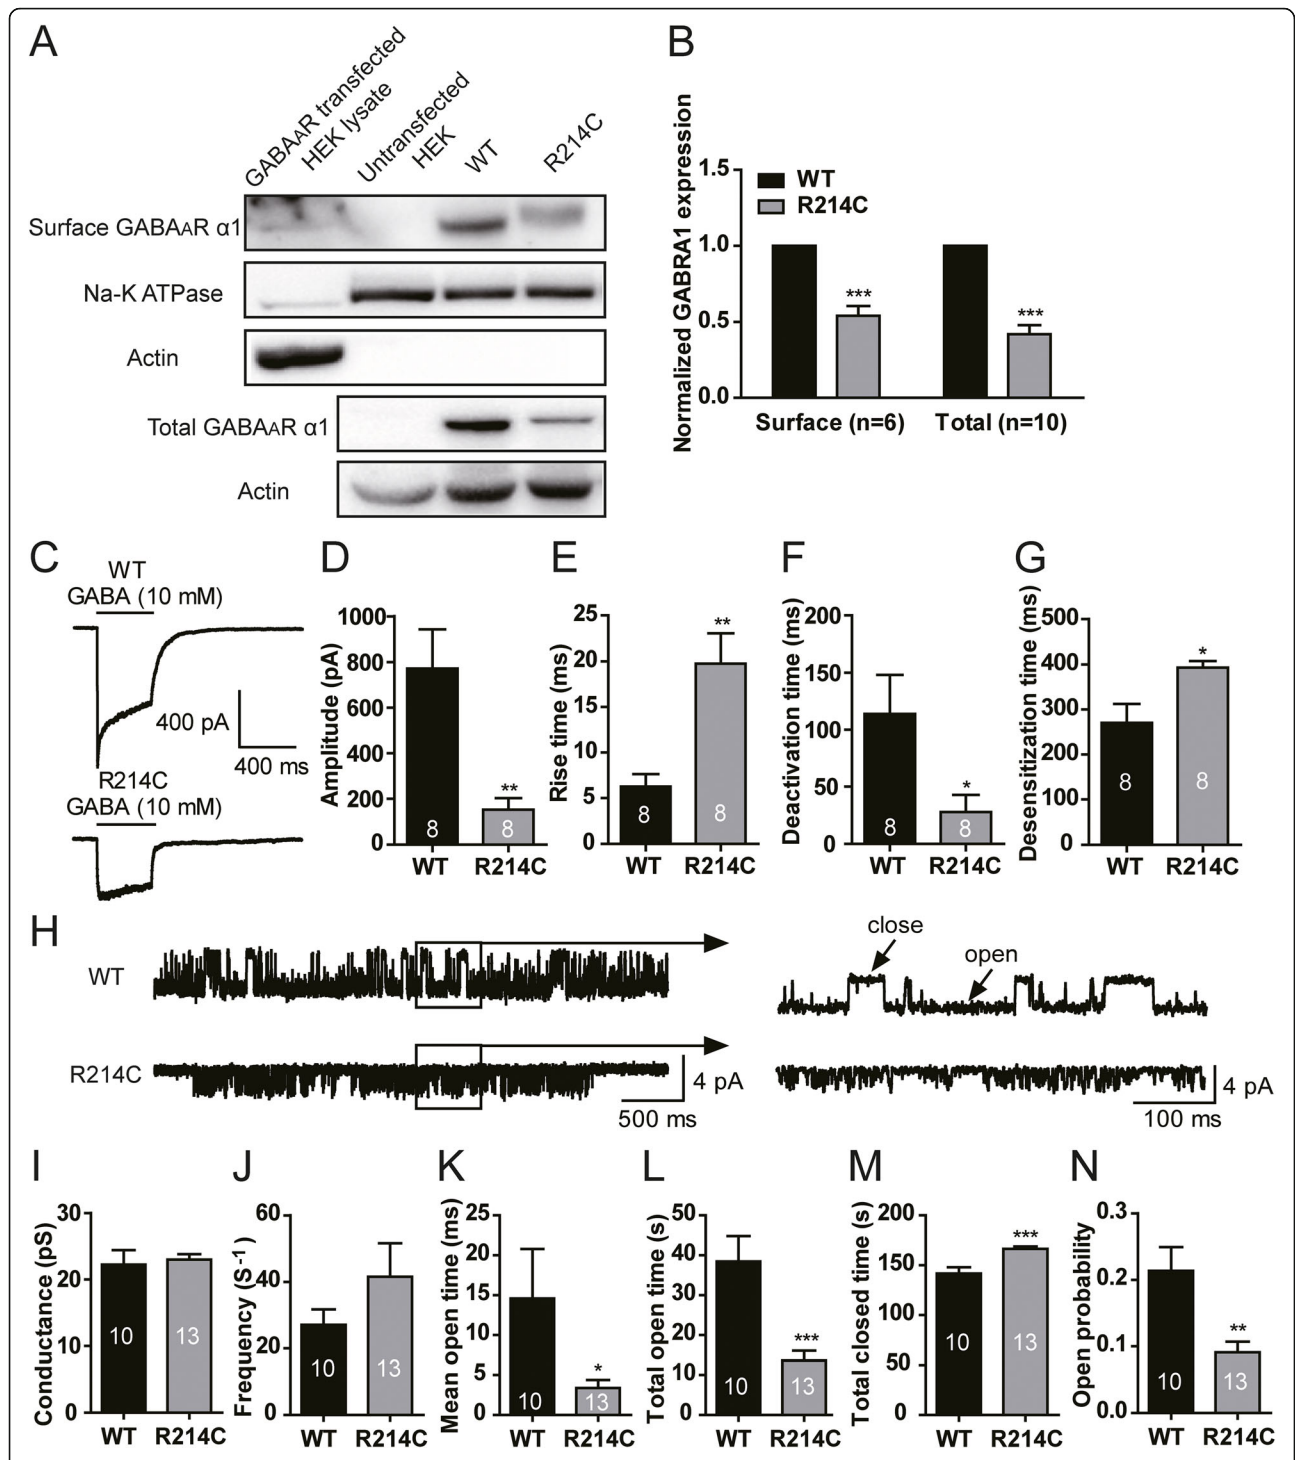 A
GABAAR transfected
HEK lysate
Untransfected
HEK
WT
R214C
Surface GABAAR α1
Na-K ATPase
Actin
Total GABAAR α1
Actin
B
Normalized GABRA1 expression
1.5
1.0
0.5
0.0
WT
R214C
***
***
Surface (n=6)
Total (n=10)
C
WT
GABA (10 mM)
400 pA
400 ms
R214C
GABA (10 mM)
D
Amplitude (pA)
1000
800
600
400
200
0
**
8
8
WT
R214C
E
Rise time (ms)
25
20
15
10
5
0
**
8
8
WT
R214C
F
Deactivation time (ms)
200
150
100
50
0
*
8
8
WT
R214C
G
Desensitization time (ms)
500
400
300
200
100
0
*
8
8
WT
R214C
H
WT
R214C
4 pA
500 ms
close
open
4 pA
100 ms
I
Conductance (pS)
30
20
10
0
10
13
WT
R214C
J
Frequency (S-1)
60
40
20
0
10
13
WT
R214C
K
Mean open time (ms)
25
20
15
10
5
0
*
10
13
WT
R214C
L
Total open time (s)
50
40
30
20
10
0
***
10
13
WT
R214C
M
Total closed time (s)
200
150
100
50
0
***
10
13
WT
R214C
N
Open probability
0.3
0.2
0.1
0.0
**
10
13
WT
R214C